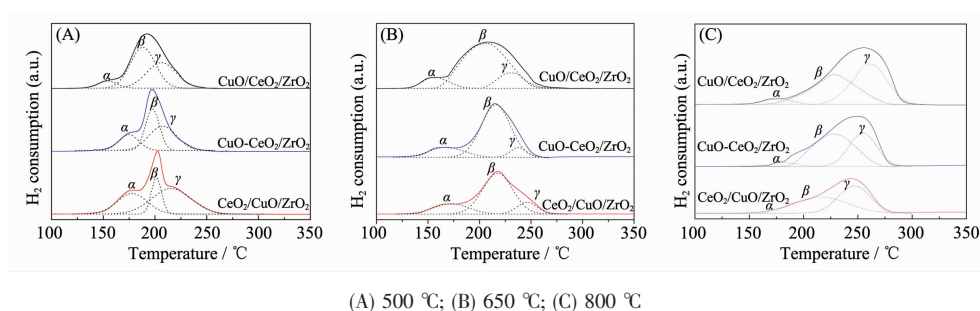 (A)
α
β
γ
CuO/CeO₂/ZrO₂
α
β
γ
CuO-CeO₂/ZrO₂
α
β
γ
CeO₂/CuO/ZrO₂
H₂ consumption (a.u.)
100 150 200 250 300 350
Temperature / ℃
(B)
α
β
γ
CuO/CeO₂/ZrO₂
α
β
γ
CuO-CeO₂/ZrO₂
α
β
γ
CeO₂/CuO/ZrO₂
H₂ consumption (a.u.)
100 150 200 250 300 350
Temperature / ℃
(C)
α
β
γ
CuO/CeO₂/ZrO₂
α
β
γ
CuO-CeO₂/ZrO₂
α
β
γ
CeO₂/CuO/ZrO₂
H₂ consumption (a.u.)
100 150 200 250 300 350
Temperature / ℃
(A) 500 ℃; (B) 650 ℃; (C) 800 ℃